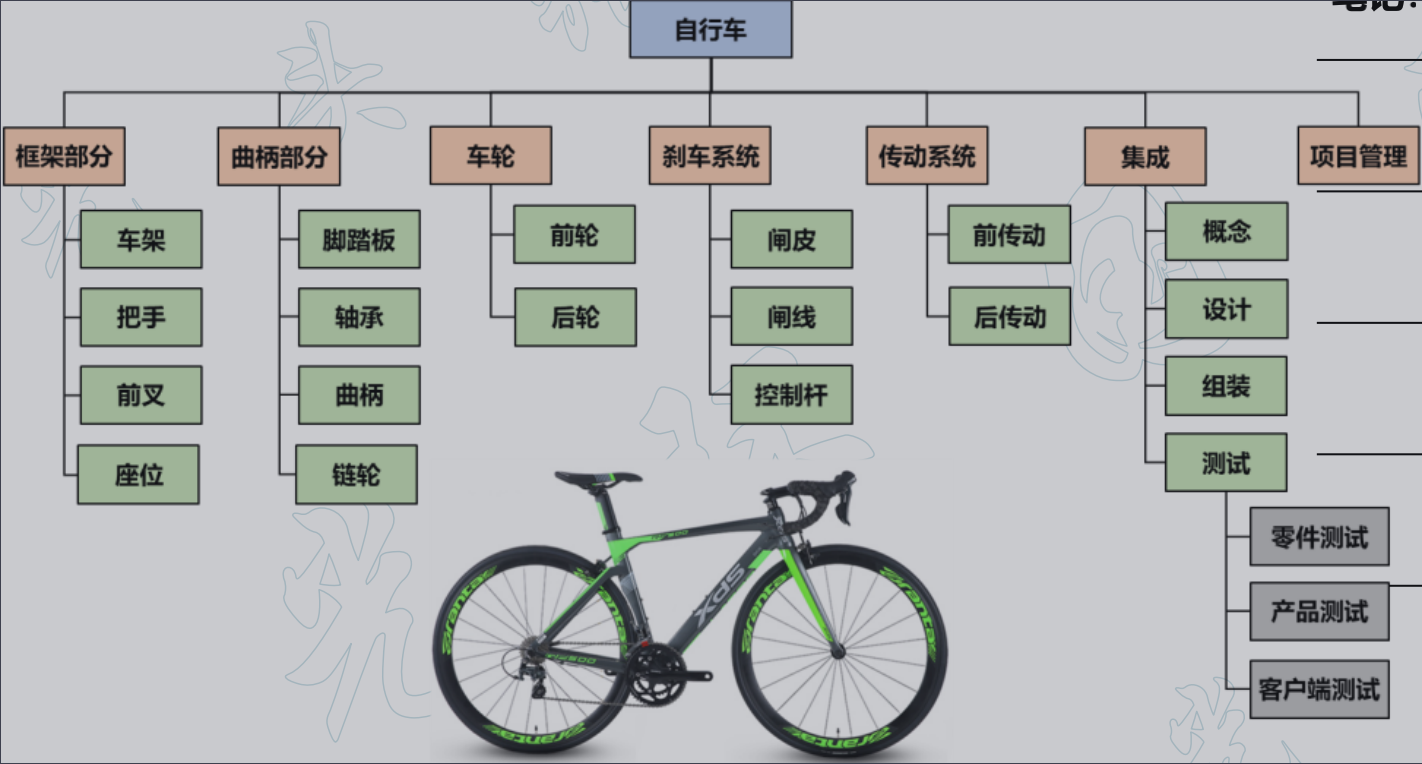 自行车
框架部分
曲柄部分
车轮
刹车系统
传动系统
集成
项目管理
车架
把手
前叉
座位
脚踏板
轴承
曲柄
链轮
前轮
后轮
闸皮
闸线
控制杆
前传动
后传动
概念
设计
组装
测试
零件测试
产品测试
客户端测试
XDS